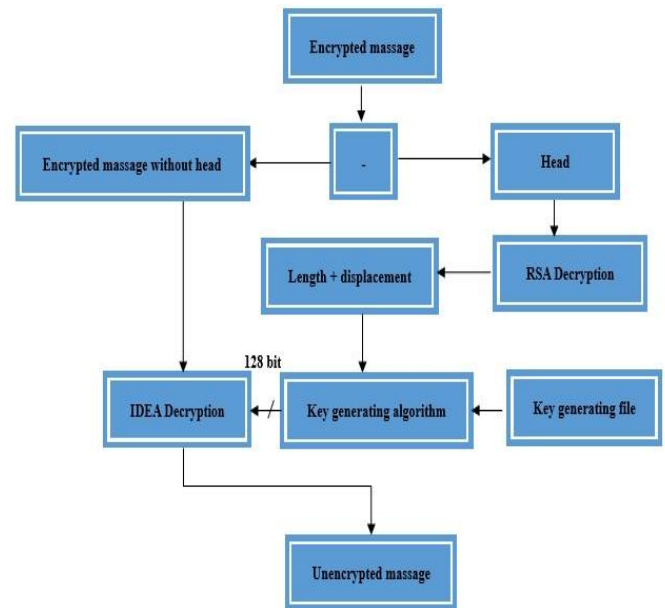 Encrypted massage
-
Encrypted massage without head
Head
Length + displacement
RSA Decryption
128 bit
IDEA Decryption
Key generating algorithm
Key generating file
Unencrypted massage